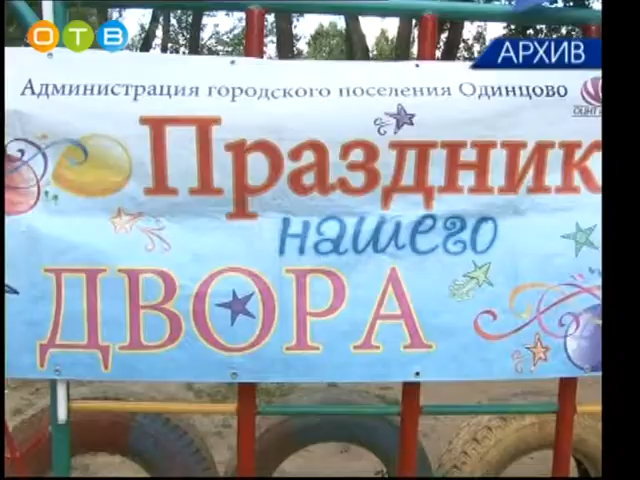 ОТВ
АРХИВ
Администрация городского поселения Одинцово
Праздник
нашего
ДВОРА